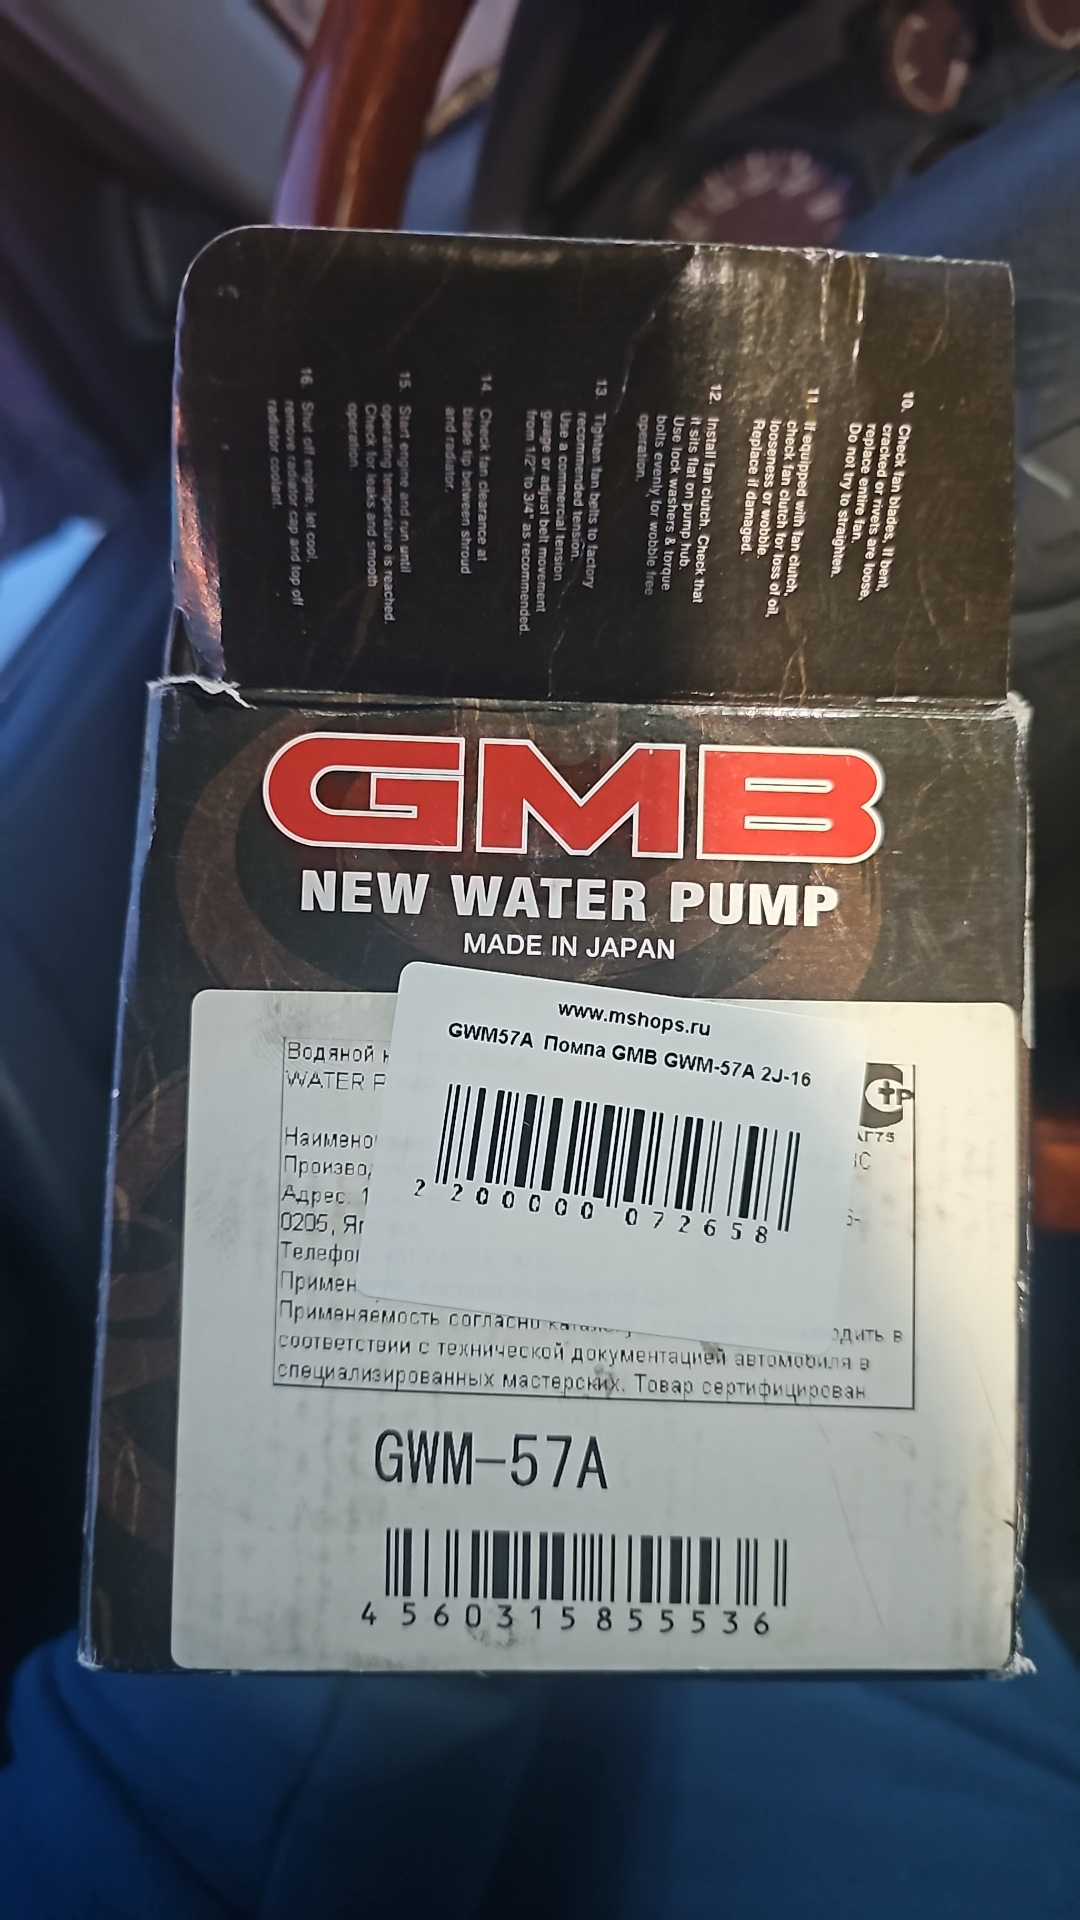 10. Check fan blades, If bent,
cracked or rivets are loose,
replace entire fan.
Do not try to straighten.
11. If equipped with fan clutch,
check fan clutch for loss of oil,
looseness or wobble.
Replace if damaged.
12. Install fan clutch. Check that
it sits flat on pump hub.
Use lock washers & torque
bolts evenly for wobble free
operation.
13. Tighten fan belts to factory
recommended tension.
Use a commercial tension
guage or adjust belt movement
from 1/2" to 3/4" as recommended.
14. Check fan clearance at
blade tip between shroud
and radiator.
15. Start engine and run until
operating temperature is reached.
Check for leaks and smooth
operation.
16. Shut off engine, let cool,
remove radiator cap and top off
radiator coolant.
GMB
NEW WATER PUMP
MADE IN JAPAN
www.mshops.ru
GWM57A Помпа GMB GWM-57A 2J-16
2 200000 072658
Водяной
WATER P
АГ75
Наимено
Произво
Адрес. 1
0205, Яп
Телефо
Примен
Применяемость согласно
одить в
соответствии с технической документацией автомобиля в
специализированных мастерских. Товар сертифицирован
GWM-57A
4560315855536